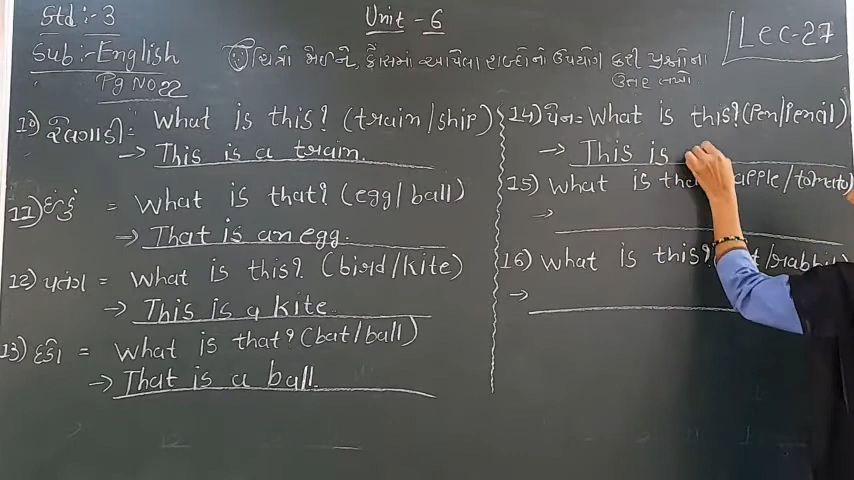 Std:- 3
Unit - 6
Lec-27
Sub:- English
Pg No 22
ચિત્રો જોઈને, કૌંસમાં આપેલા શબ્દોનો ઉપયોગ કરી પ્રશ્નોના
ઉત્તર લખો.
10) રેલગાડી = What is this? (train/ship)
→ This is a train.
11) ઈંડું = What is that? (egg/ball)
→ That is an egg.
12) પતંગ = What is this? (bird/kite)
→ This is a kite.
13) દડો = What is that? (bat/ball)
→ That is a ball.
14) પેન = What is this? (Pen/Pencil)
→ This is
15) What is apple/tomato)
→
16) What is this? /rabbit)
→